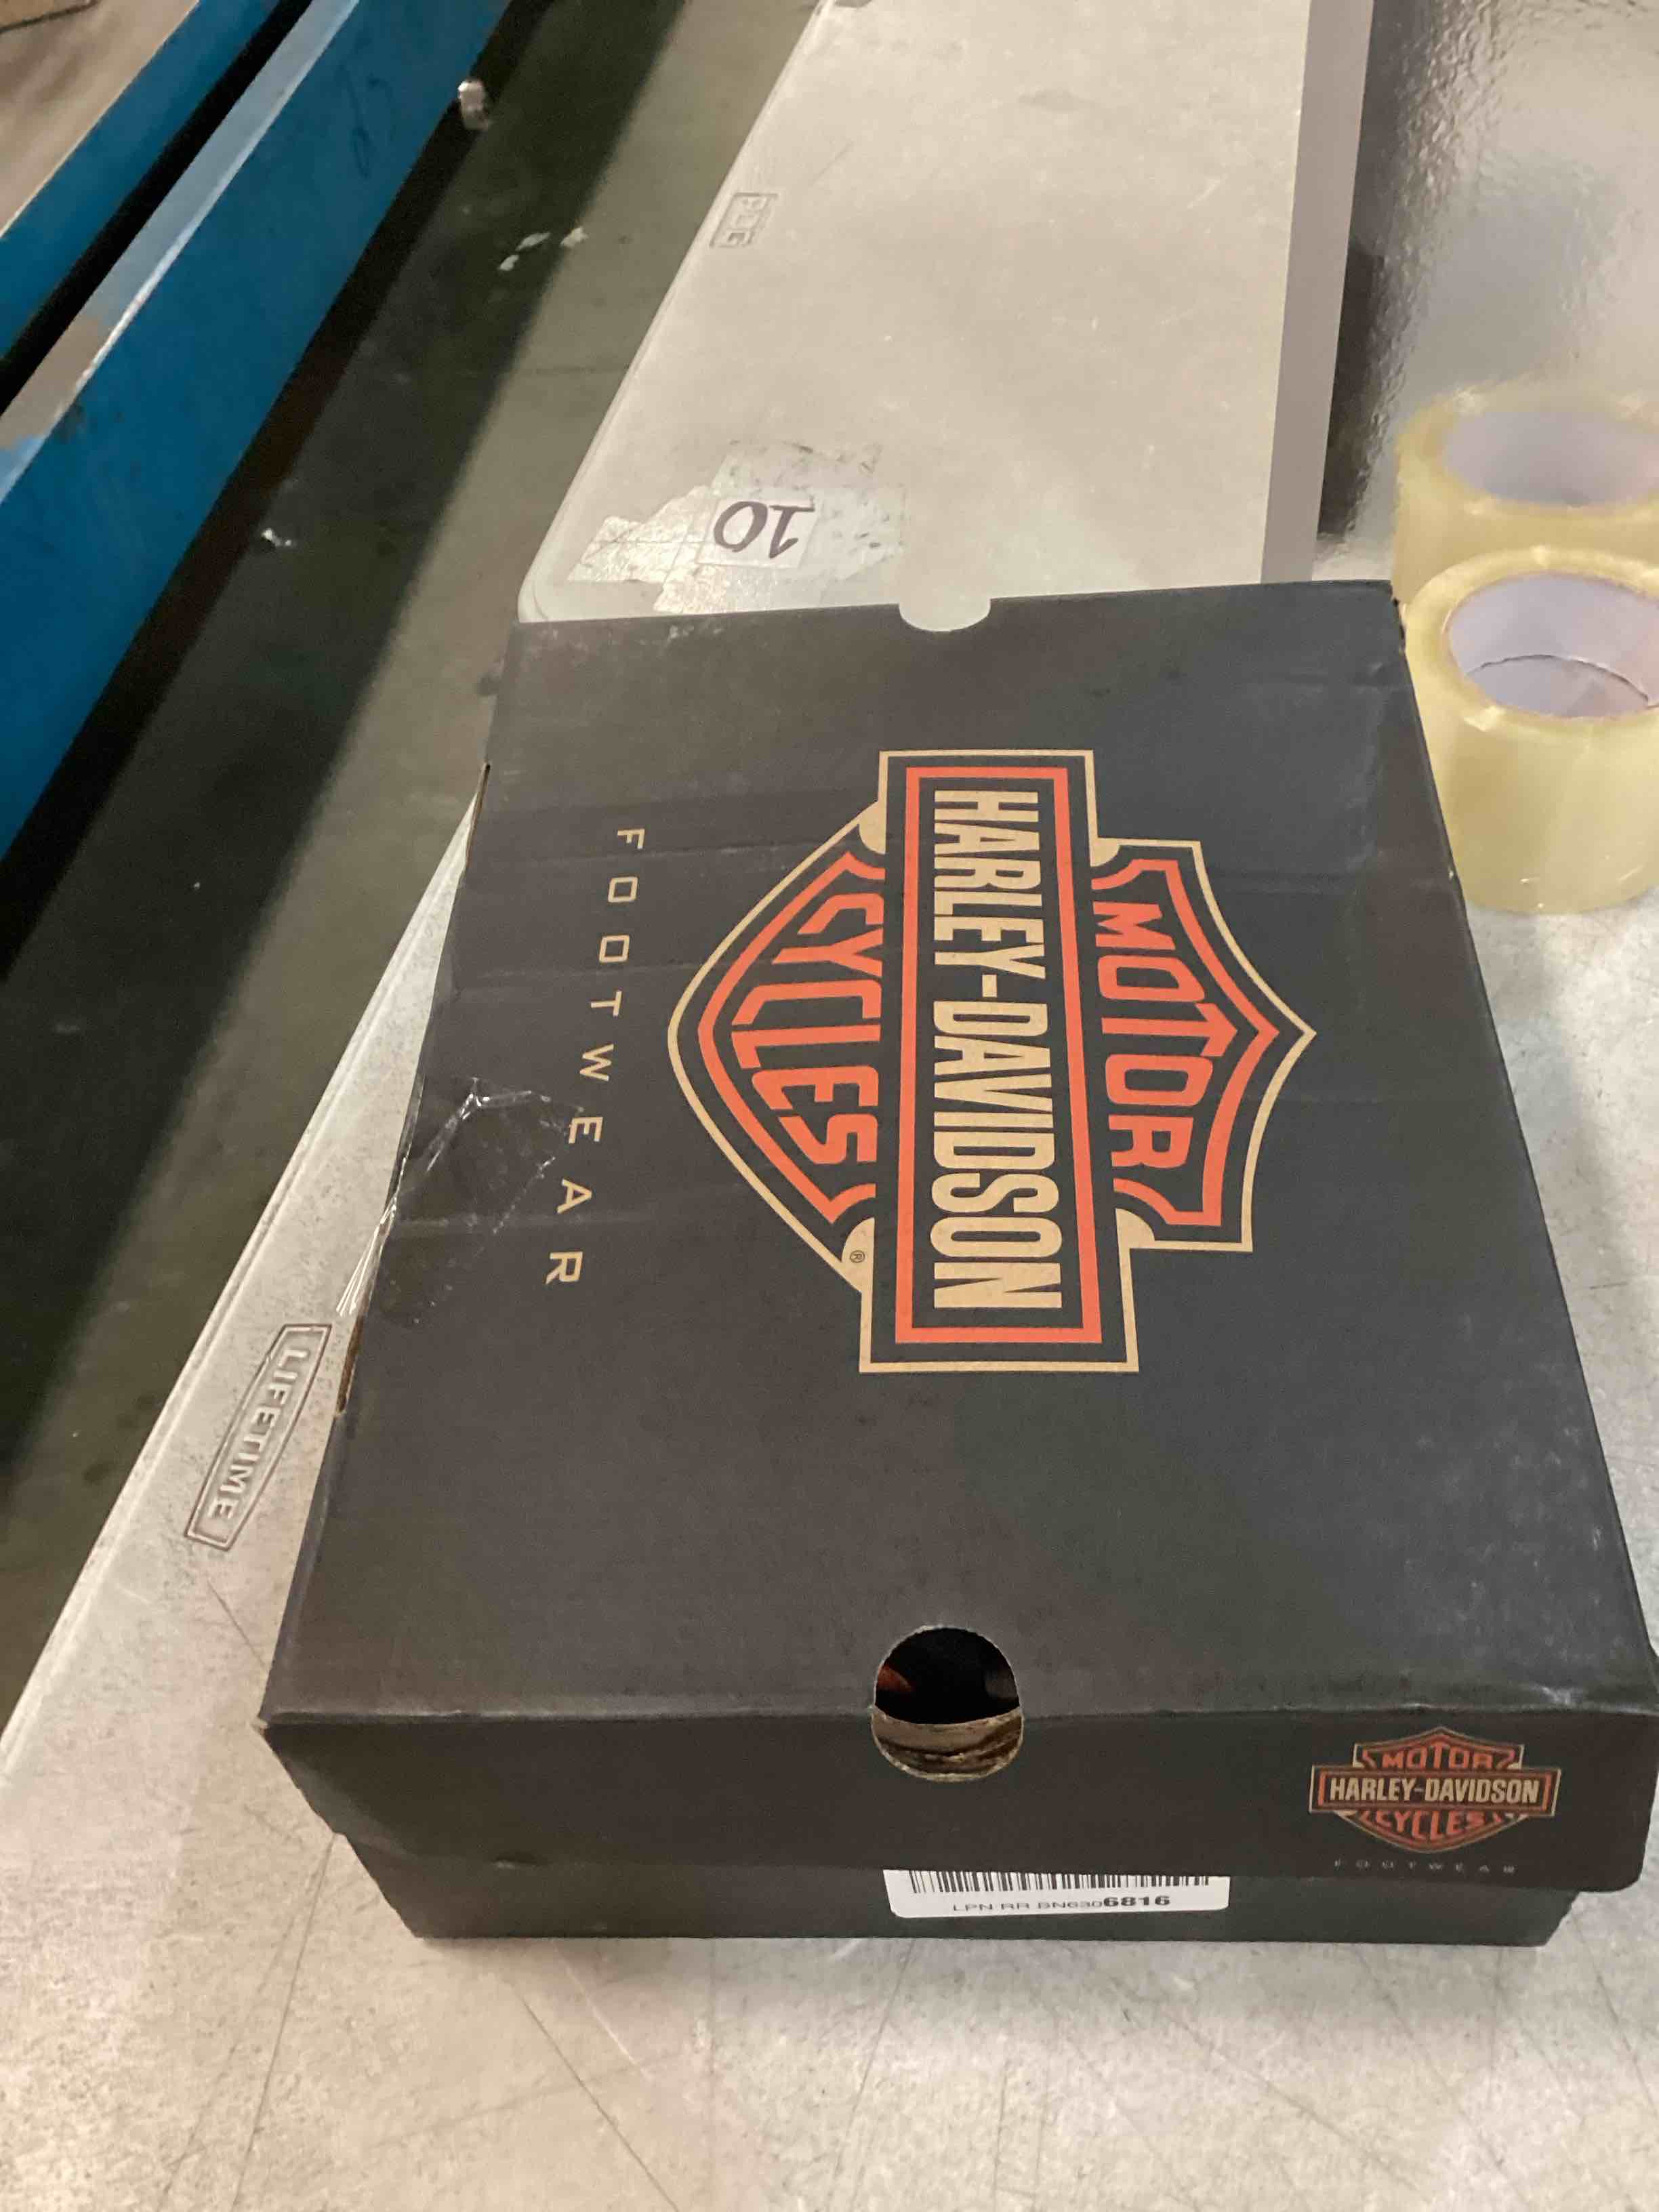 10
MOTOR
HARLEY-DAVIDSON
CYCLES
®
FOOTWEAR
LIFETIME
MOTOR
HARLEY-DAVIDSON
CYCLES
FOOTWEAR
LPN RR BN6306816